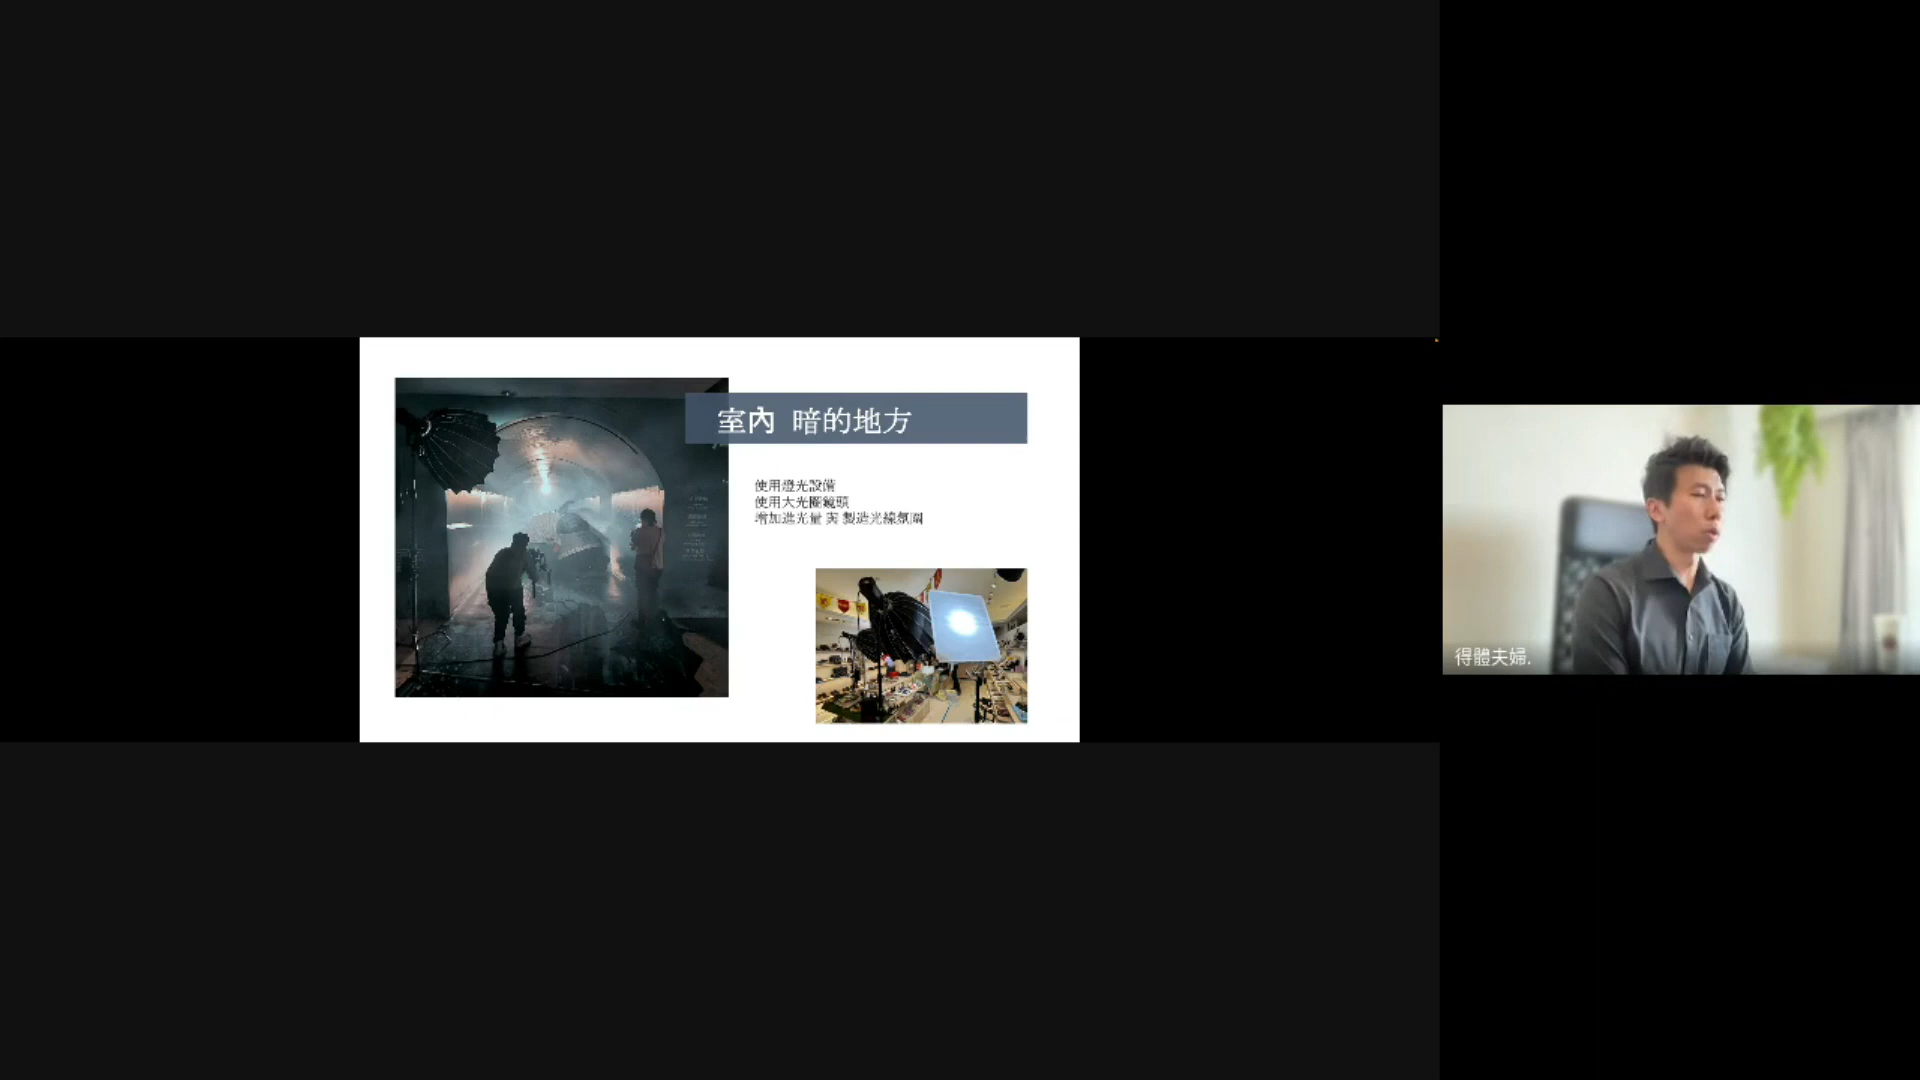 室內 暗的地方
使用燈光設備
使用大光圈鏡頭
增加進光量 與 製造光線氛圍
得體夫婦.